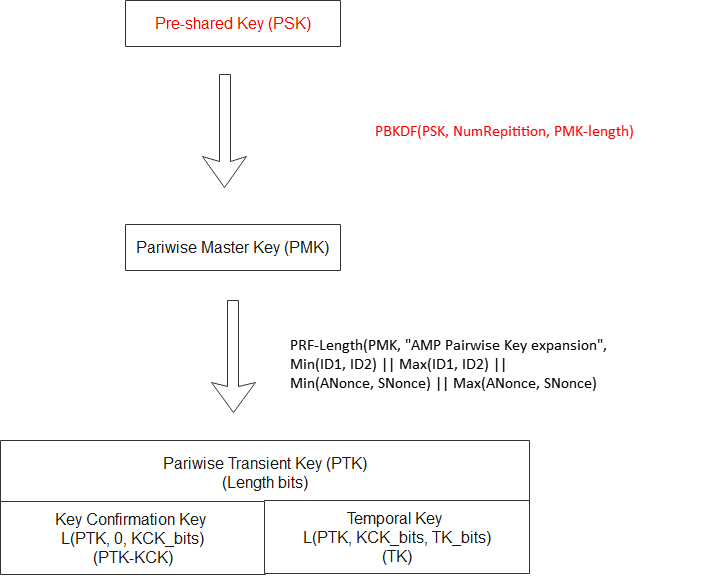 Pre-shared Key (PSK)
PBKDF(PSK, NumRepitition, PMK-length)
Pariwise Master Key (PMK)
PRF-Length(PMK, "AMP Pairwise Key expansion",
Min(ID1, ID2) || Max(ID1, ID2) ||
Min(ANonce, SNonce) || Max(ANonce, SNonce)
Pariwise Transient Key (PTK)
(Length bits)
Key Confirmation Key
L(PTK, 0, KCK_bits)
(PTK-KCK)
Temporal Key
L(PTK, KCK_bits, TK_bits)
(TK)